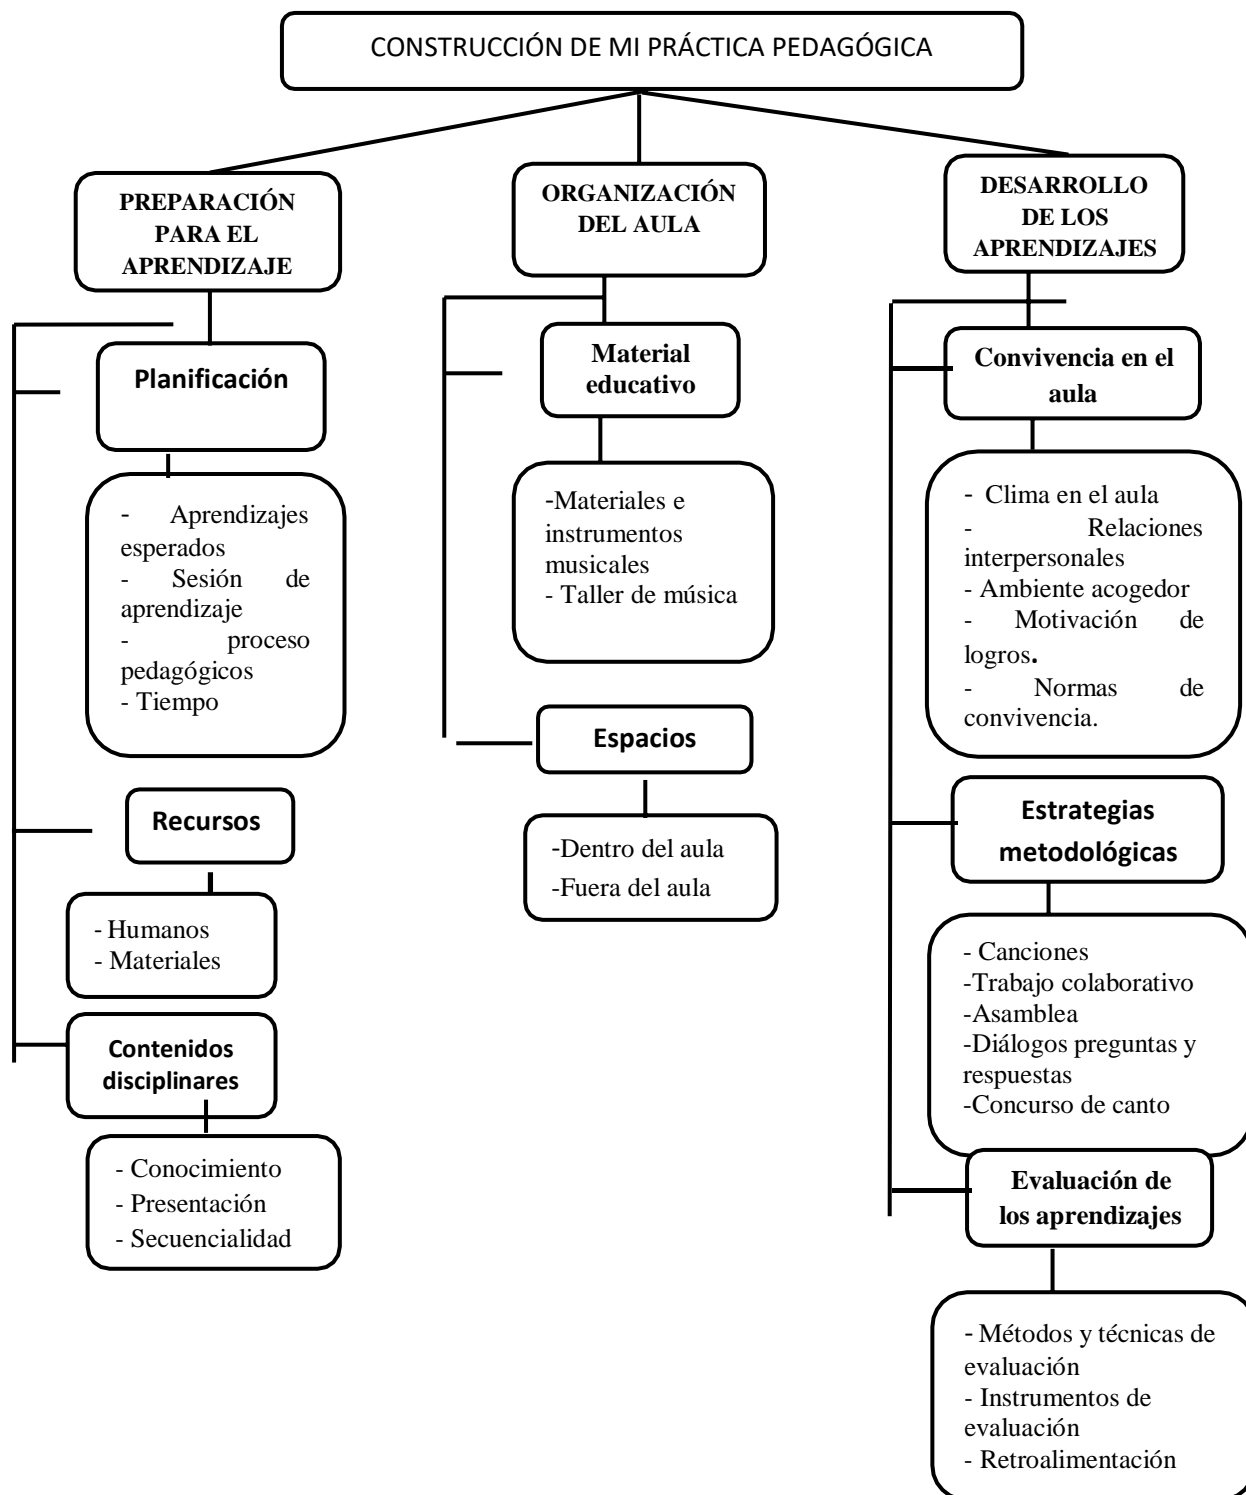 CONSTRUCCIÓN DE MI PRÁCTICA PEDAGÓGICA
PREPARACIÓN
PARA EL
APRENDIZAJE
Planificación
- Aprendizajes
esperados
- Sesión de
aprendizaje
- proceso
pedagógicos
- Tiempo
Recursos
- Humanos
- Materiales
Contenidos
disciplinares
- Conocimiento
- Presentación
- Secuencialidad
ORGANIZACIÓN
DEL AULA
Material
educativo
-Materiales e
instrumentos
musicales
- Taller de música
Espacios
-Dentro del aula
-Fuera del aula
DESARROLLO
DE LOS
APRENDIZAJES
Convivencia en el
aula
- Clima en el aula
- Relaciones
interpersonales
- Ambiente acogedor
- Motivación de
logros.
- Normas de
convivencia.
Estrategias
metodológicas
- Canciones
-Trabajo colaborativo
-Asamblea
-Diálogos preguntas y
respuestas
-Concurso de canto
Evaluación de
los aprendizajes
- Métodos y técnicas de
evaluación
- Instrumentos de
evaluación
- Retroalimentación